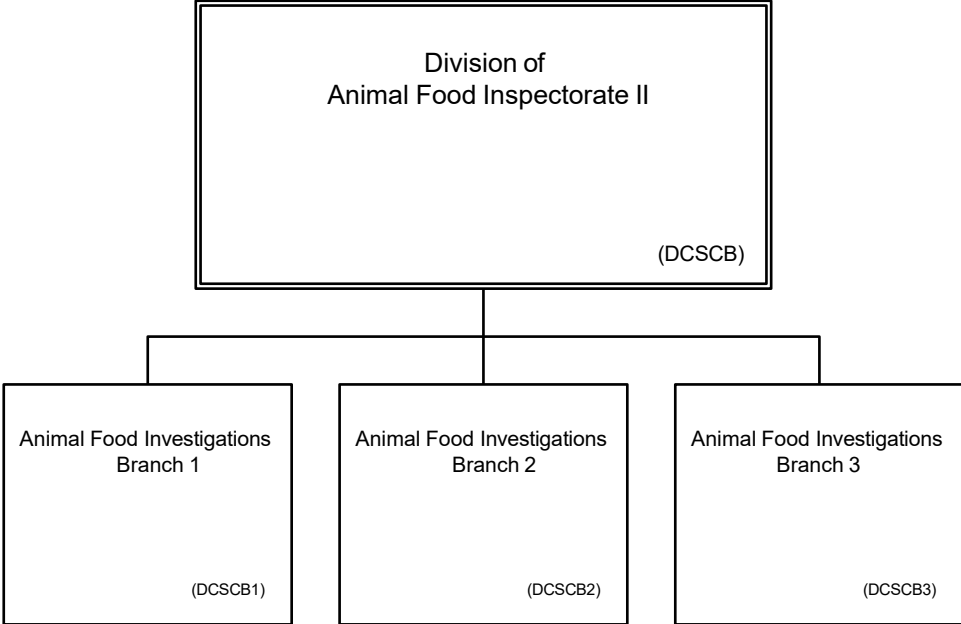 Division of
Animal Food Inspectorate II
(DCSCB)
Animal Food Investigations
Branch 1
(DCSCB1)
Animal Food Investigations
Branch 2
(DCSCB2)
Animal Food Investigations
Branch 3
(DCSCB3)